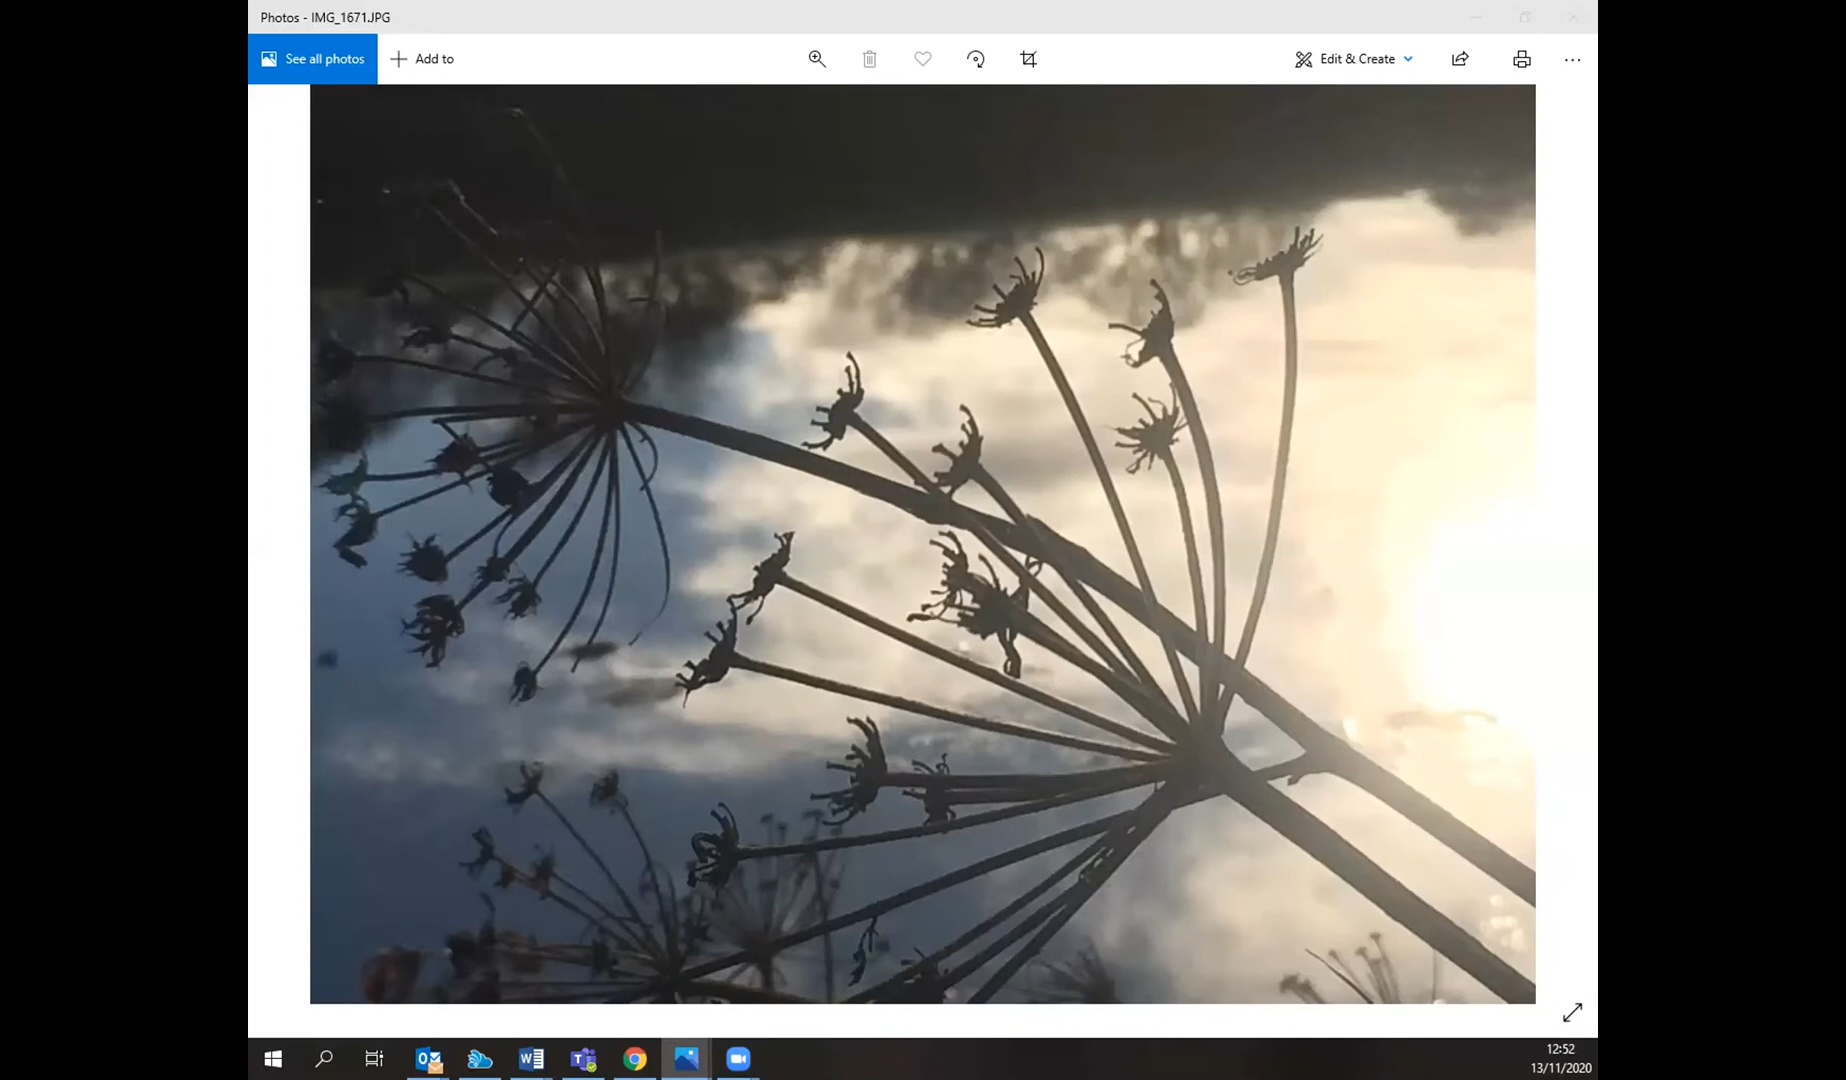 Photos - IMG_1671.JPG
See all photos
Add to
Edit & Create
12:52
13/11/2020